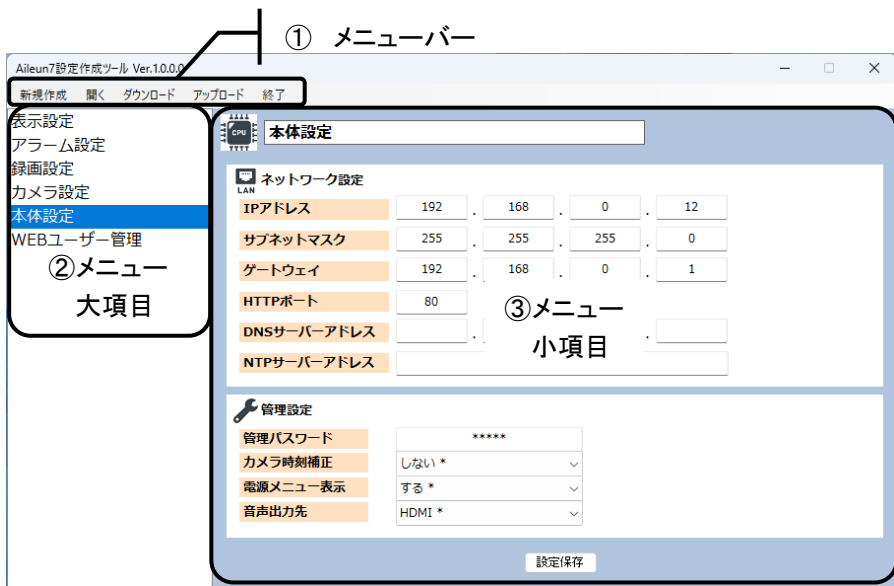 ① メニューバー
Aileun7設定作成ツール Ver.1.0.0.0
新規作成 開く ダウンロード アップロード 終了
表示設定
アラーム設定
録画設定
カメラ設定
本体設定
WEBユーザー管理
②メニュー
大項目
CPU 本体設定
LAN ネットワーク設定
IPアドレス 192 . 168 . 0 . 12
サブネットマスク 255 . 255 . 255 . 0
ゲートウェイ 192 . 168 . 0 . 1
HTTPポート 80
③メニュー
小項目
DNSサーバーアドレス . .
NTPサーバーアドレス
管理設定
管理パスワード *****
カメラ時刻補正 しない *
電源メニュー表示 する *
音声出力先 HDMI *
設定保存